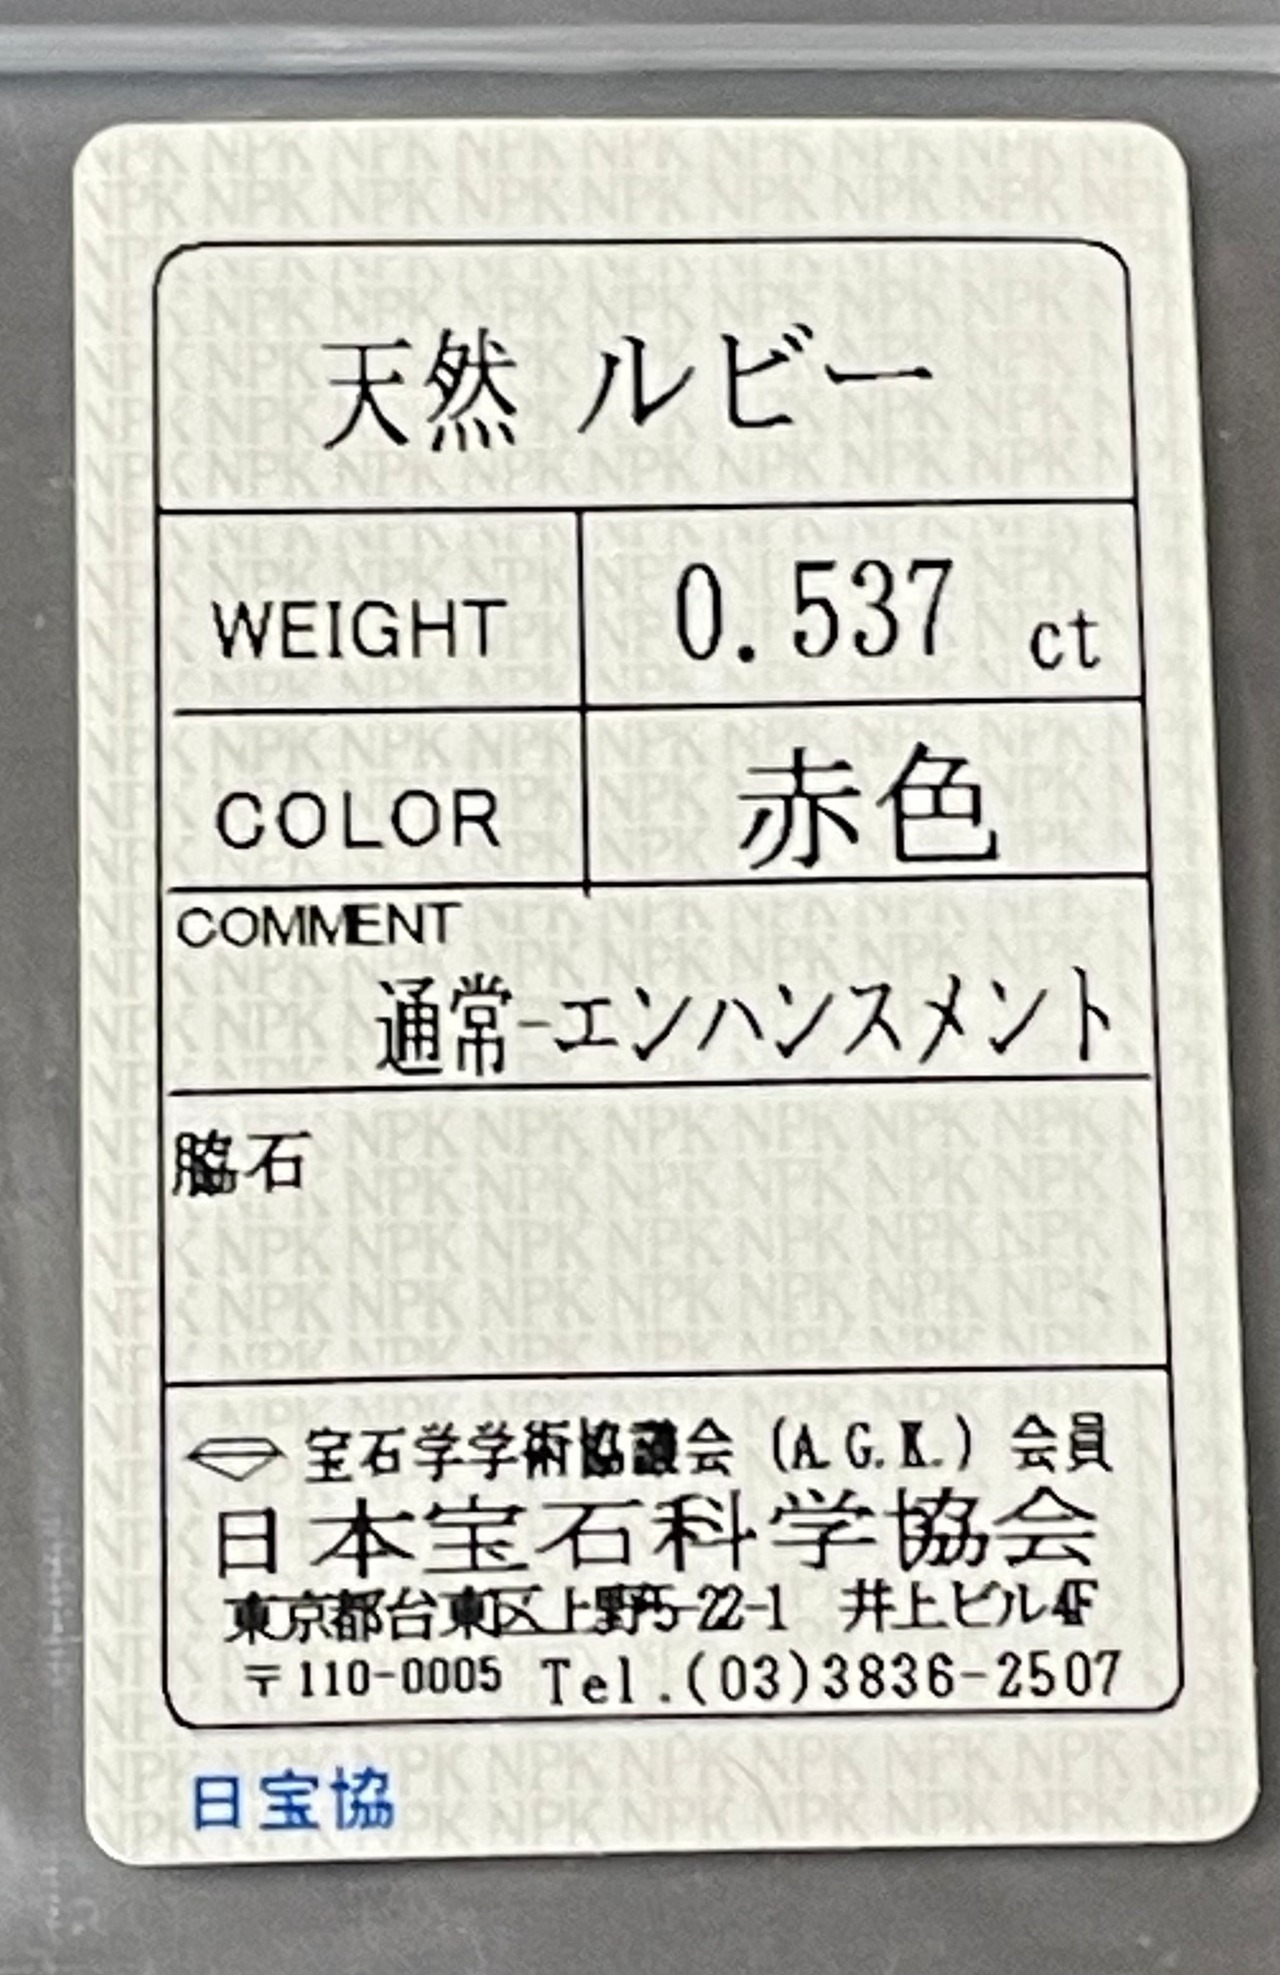 天然 ルビー
WEIGHT 0.537 ct
COLOR 赤色
COMMENT
通常-エンハンスメント
脇石
宝石学学術協議会 (A.G.K.) 会員
日本宝石科学協会
東京都台東区上野5-22-1 井上ビル4F
〒110-0005 Tel.(03)3836-2507
日宝協